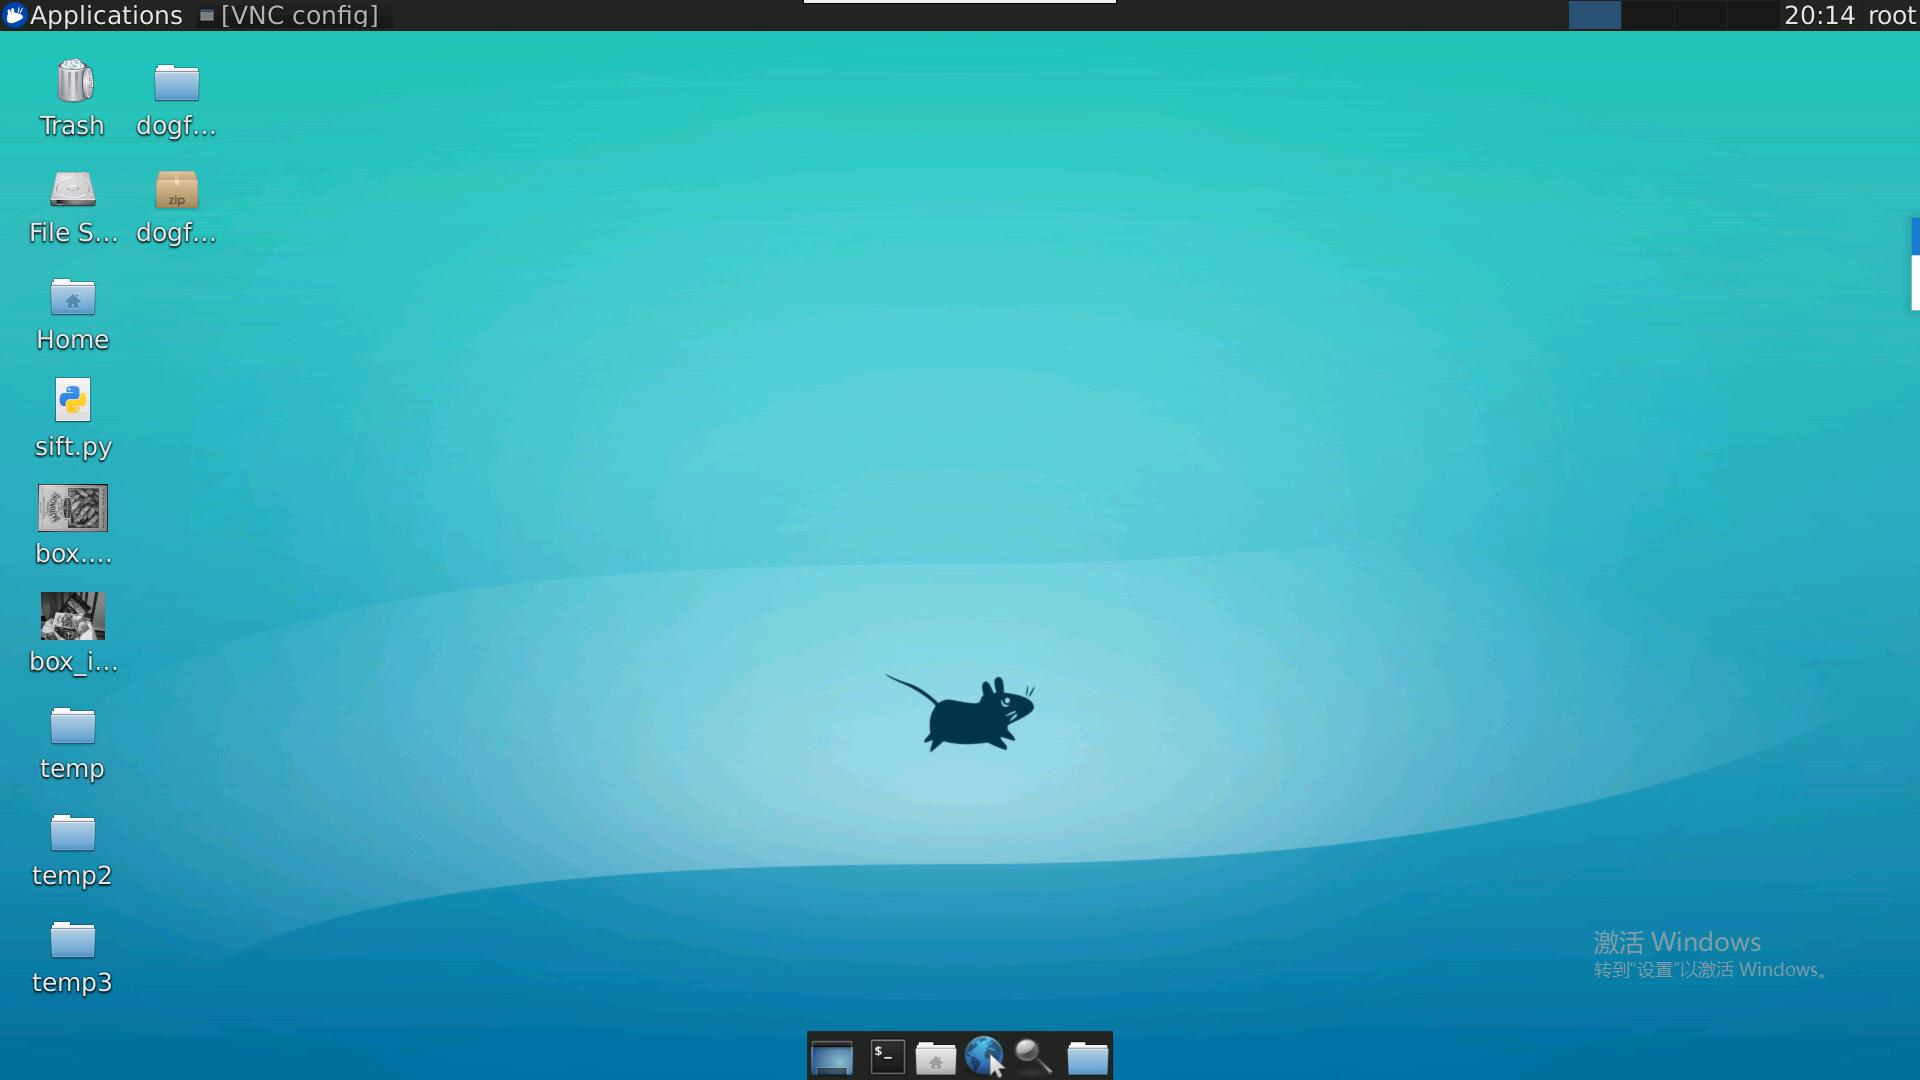 Applications
[VNC config]
20:14 root
Trash
dogf...
File S...
zip
dogf...
Home
sift.py
box....
box_i...
temp
temp2
temp3
激活 Windows
转到“设置”以激活 Windows。
$_